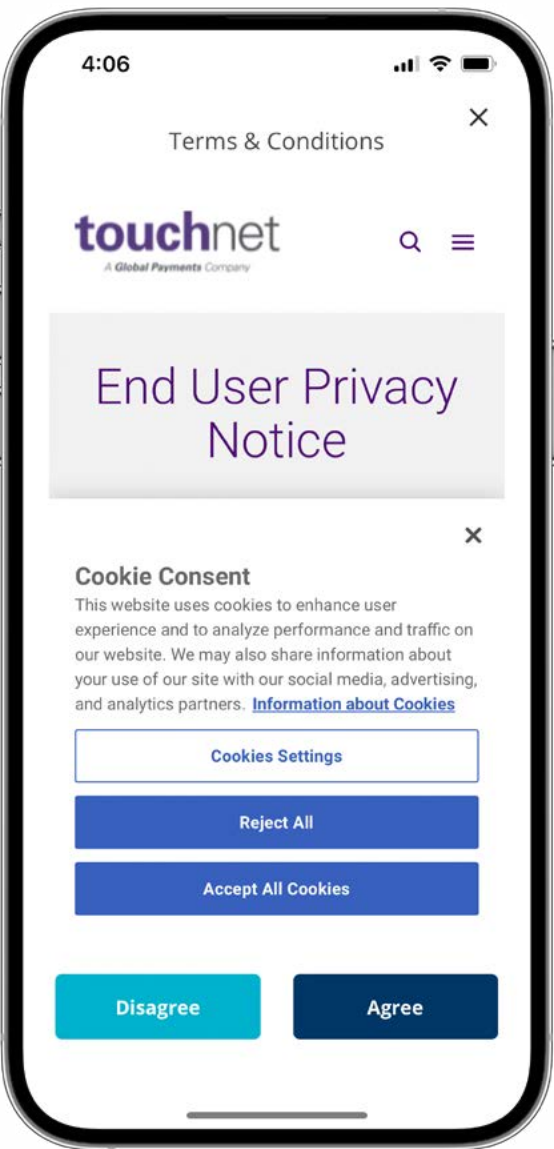 4:06
Terms & Conditions
touchnet
A Global Payments Company
End User Privacy
Notice
Cookie Consent
This website uses cookies to enhance user
experience and to analyze performance and traffic on
our website. We may also share information about
your use of our site with our social media, advertising,
and analytics partners. Information about Cookies
Cookies Settings
Reject All
Accept All Cookies
Disagree
Agree